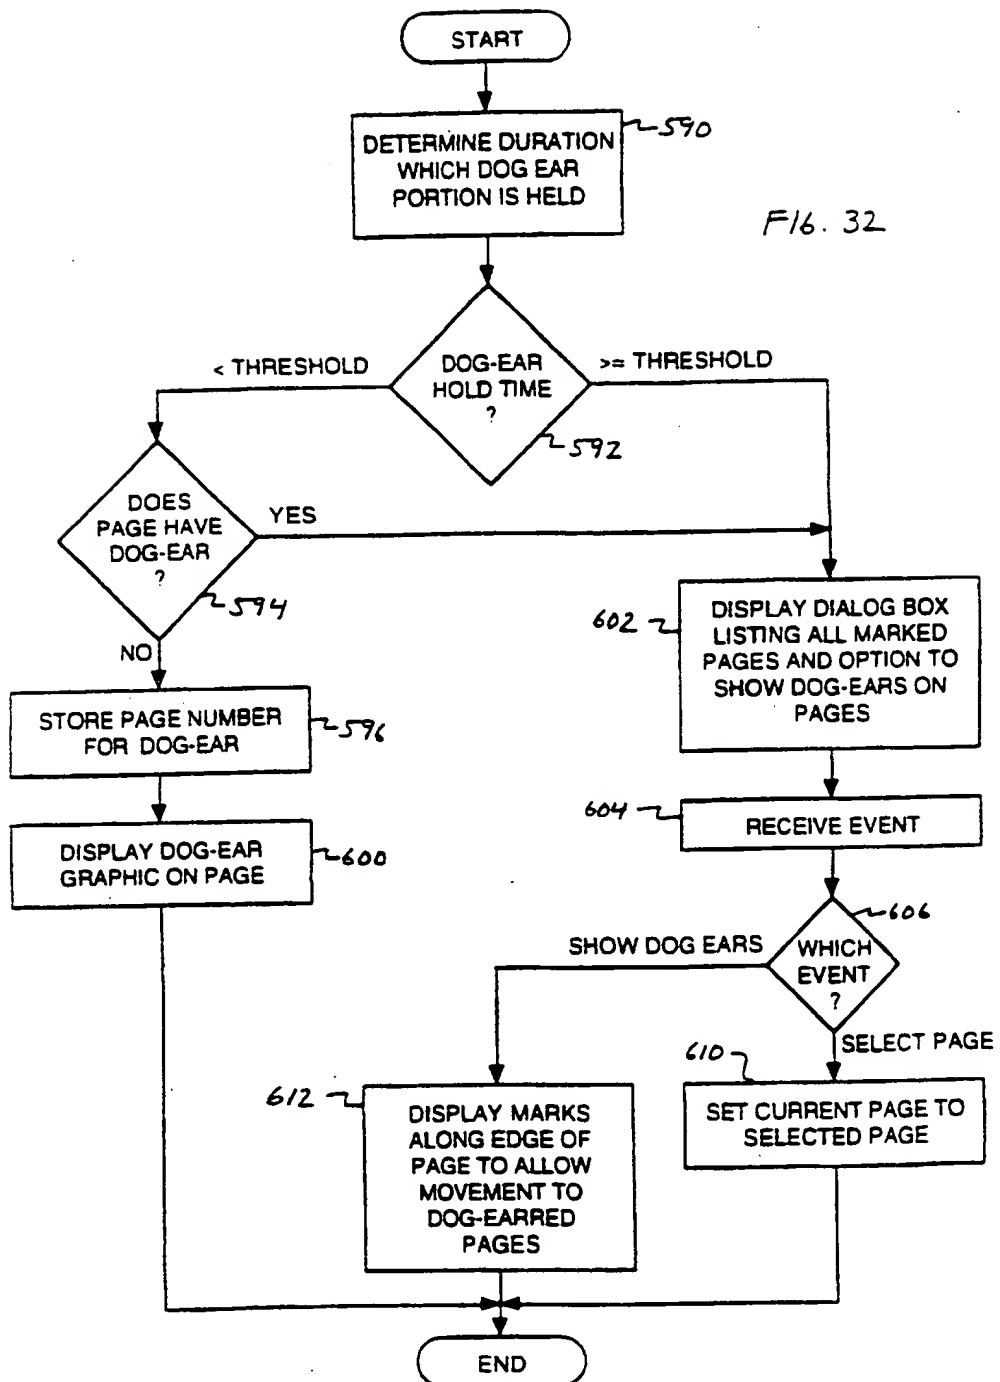 START
DETERMINE DURATION
WHICH DOG EAR
PORTION IS HELD
590
FIG. 32
DOG-EAR
HOLD TIME
?
592
< THRESHOLD
>= THRESHOLD
DOES
PAGE HAVE
DOG-EAR
?
594
YES
NO
STORE PAGE NUMBER
FOR DOG-EAR
596
DISPLAY DOG-EAR
GRAPHIC ON PAGE
600
602
DISPLAY DIALOG BOX
LISTING ALL MARKED
PAGES AND OPTION TO
SHOW DOG-EARS ON
PAGES
604
RECEIVE EVENT
606
WHICH
EVENT
?
SHOW DOG EARS
SELECT PAGE
610
SET CURRENT PAGE TO
SELECTED PAGE
612
DISPLAY MARKS
ALONG EDGE OF
PAGE TO ALLOW
MOVEMENT TO
DOG-EARRED
PAGES
END